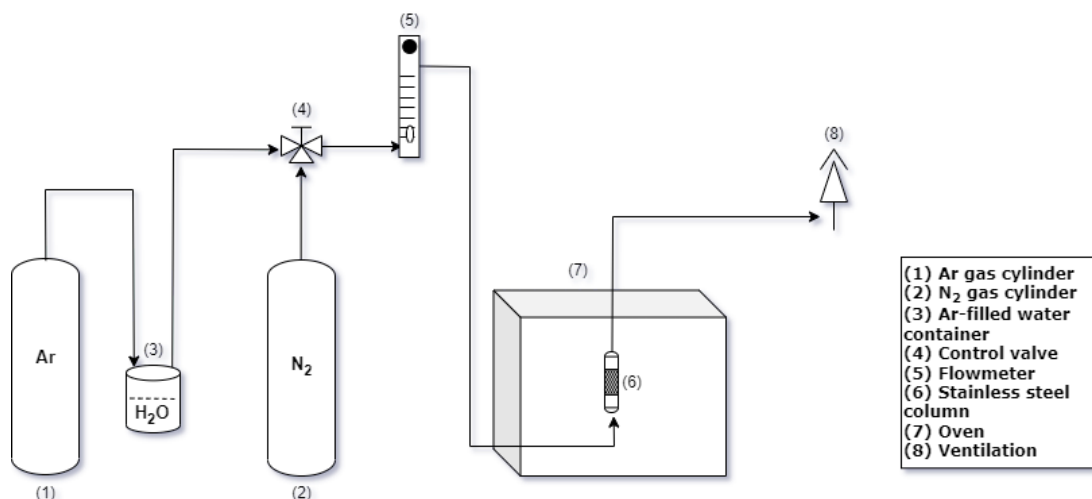 (5)
(4)
(8)
(7)
(1) Ar gas cylinder
(2) N₂ gas cylinder
(3) Ar-filled water
container
(4) Control valve
(5) Flowmeter
(6) Stainless steel
column
(7) Oven
(8) Ventilation
Ar
(3)
N₂
(6)
H₂O
(1)
(2)